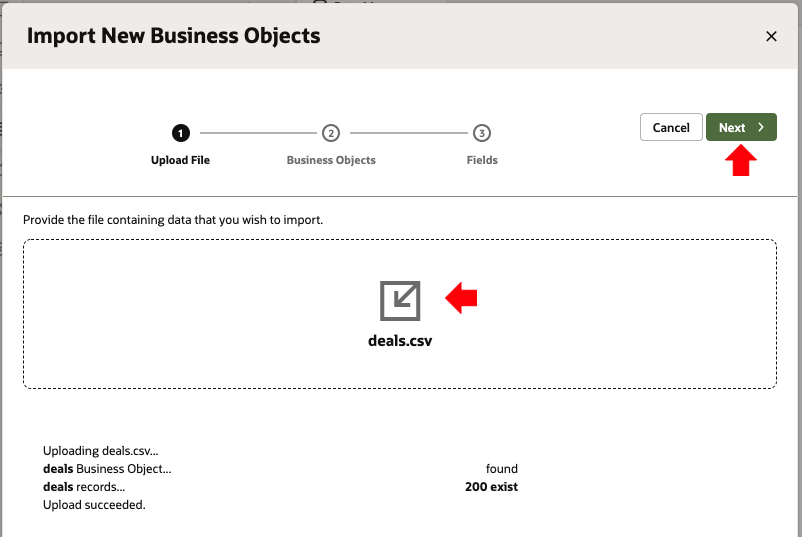 Import New Business Objects
1
2
3
Cancel
Next
Upload File
Business Objects
Fields
Provide the file containing data that you wish to import.
deals.csv
Uploading deals.csv...
deals Business Object... found
deals records... 200 exist
Upload succeeded.